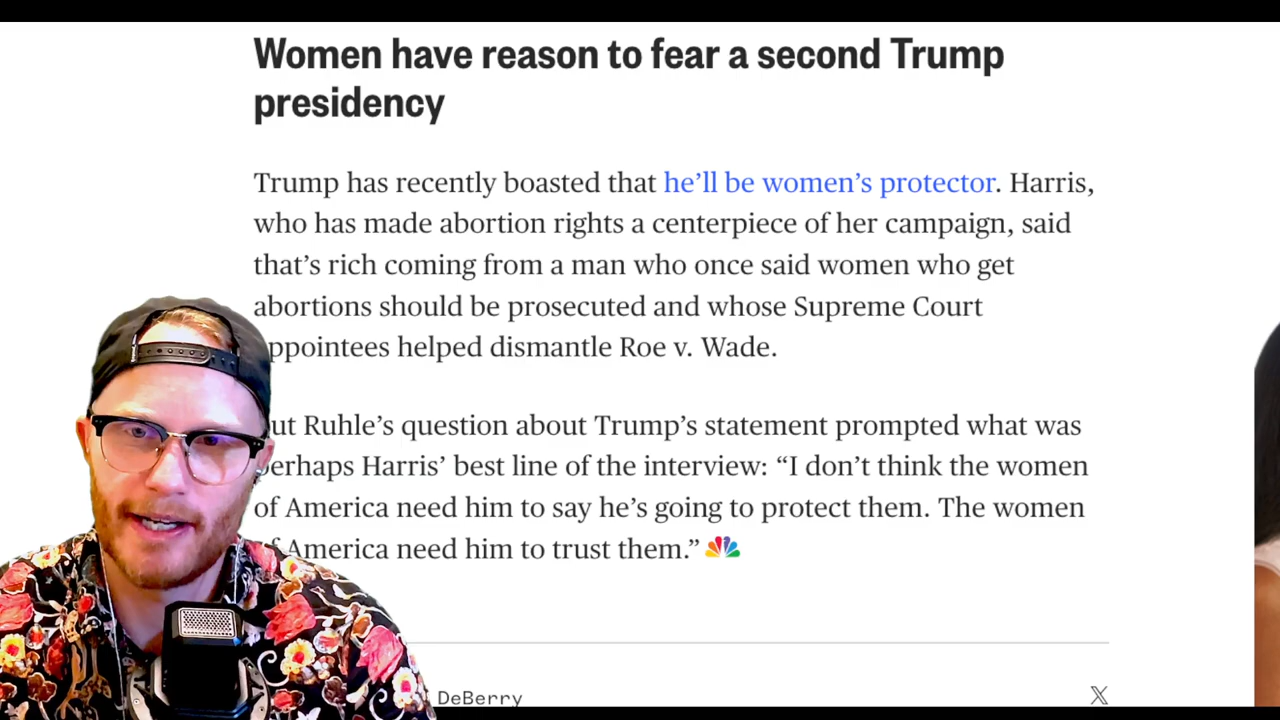 Women have reason to fear a second Trump
presidency
Trump has recently boasted that he'll be women's protector. Harris,
who has made abortion rights a centerpiece of her campaign, said
that's rich coming from a man who once said women who get
abortions should be prosecuted and whose Supreme Court
ppointees helped dismantle Roe v. Wade.
ut Ruhle's question about Trump's statement prompted what was
perhaps Harris' best line of the interview: “I don't think the women
of America need him to say he's going to protect them. The women
of America need him to trust them.”
DeBerry